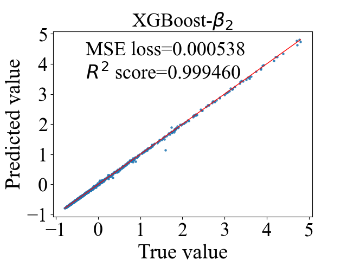 XGBoost-β₂
MSE loss=0.000538
R² score=0.999460
Predicted value
5
4
3
2
1
0
−1
−1 0 1 2 3 4 5
True value